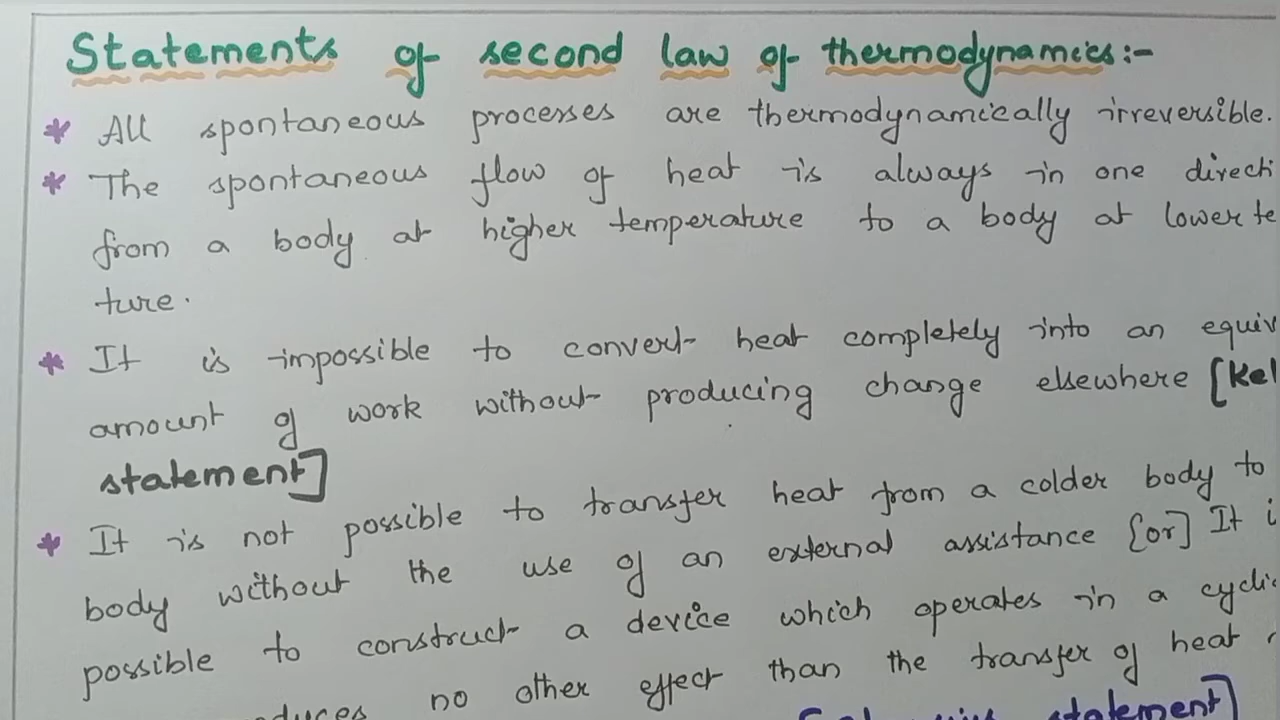 Statements of second law of thermodynamics:-
* All spontaneous processes are thermodynamically irreversible.
* The spontaneous flow of heat is always in one directi
from a body at higher temperature to a body at lower te
ture.
* It is impossible to convert heat completely into an equiv
amount of work without producing change elsewhere [Kel
statement]
* It is not possible to transfer heat from a colder body to
body without the use of an external assistance [or] It i
possible to construct a device which operates in a cyclic
duces no other effect than the transfer of heat
statement]